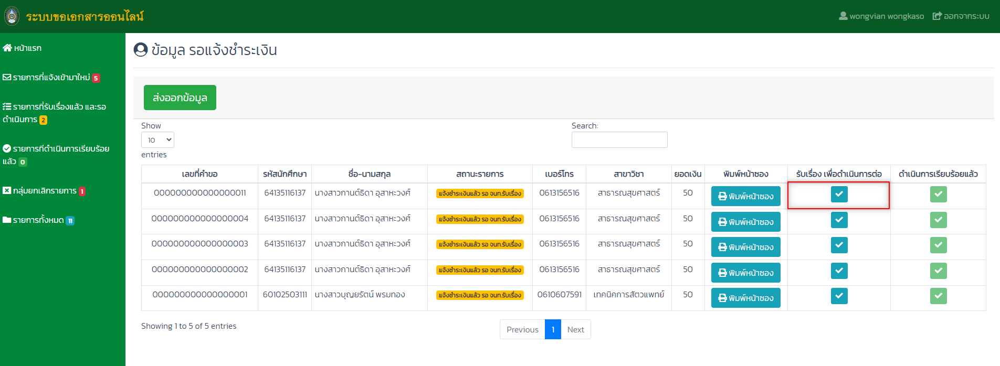 ระบบขอเอกสารออนไลน์
wongvian wongkaso ออกจากระบบ
หน้าแรก
รายการที่แจ้งเข้ามาใหม่ 5
รายการที่รับเรื่องแล้ว และรอ
ดำเนินการ 2
รายการที่ดำเนินการเรียบร้อย
แล้ว 0
กลุ่มยกเลิกรายการ 1
รายการทั้งหมด 11
ข้อมูล รอแจ้งชำระเงิน
ส่งออกข้อมูล
Show
10
entries
Search:
เลขที่คำขอ รหัสนักศึกษา ชื่อ-นามสกุล สถานะรายการ เบอร์โทร สาขาวิชา ยอดเงิน พิมพ์หน้าซอง รับเรื่อง เพื่อดำเนินการต่อ ดำเนินการเรียบร้อยแล้ว
000000000000000011 64135116137 นางสาวกานต์ธิดา อุสาหะวงศ์ แจ้งชำระเงินแล้ว รอ จนท.รับเรื่อง 0613156516 สาธารณสุขศาสตร์ 50 พิมพ์หน้าซอง
000000000000000004 64135116137 นางสาวกานต์ธิดา อุสาหะวงศ์ แจ้งชำระเงินแล้ว รอ จนท.รับเรื่อง 0613156516 สาธารณสุขศาสตร์ 50 พิมพ์หน้าซอง
000000000000000003 64135116137 นางสาวกานต์ธิดา อุสาหะวงศ์ แจ้งชำระเงินแล้ว รอ จนท.รับเรื่อง 0613156516 สาธารณสุขศาสตร์ 50 พิมพ์หน้าซอง
000000000000000002 64135116137 นางสาวกานต์ธิดา อุสาหะวงศ์ แจ้งชำระเงินแล้ว รอ จนท.รับเรื่อง 0613156516 สาธารณสุขศาสตร์ 50 พิมพ์หน้าซอง
000000000000000001 60102503111 นางสาวบุญยรัตน์ พรมทอง แจ้งชำระเงินแล้ว รอ จนท.รับเรื่อง 0610607591 เทคนิคการสัตวแพทย์ 50 พิมพ์หน้าซอง
Showing 1 to 5 of 5 entries
Previous 1 Next